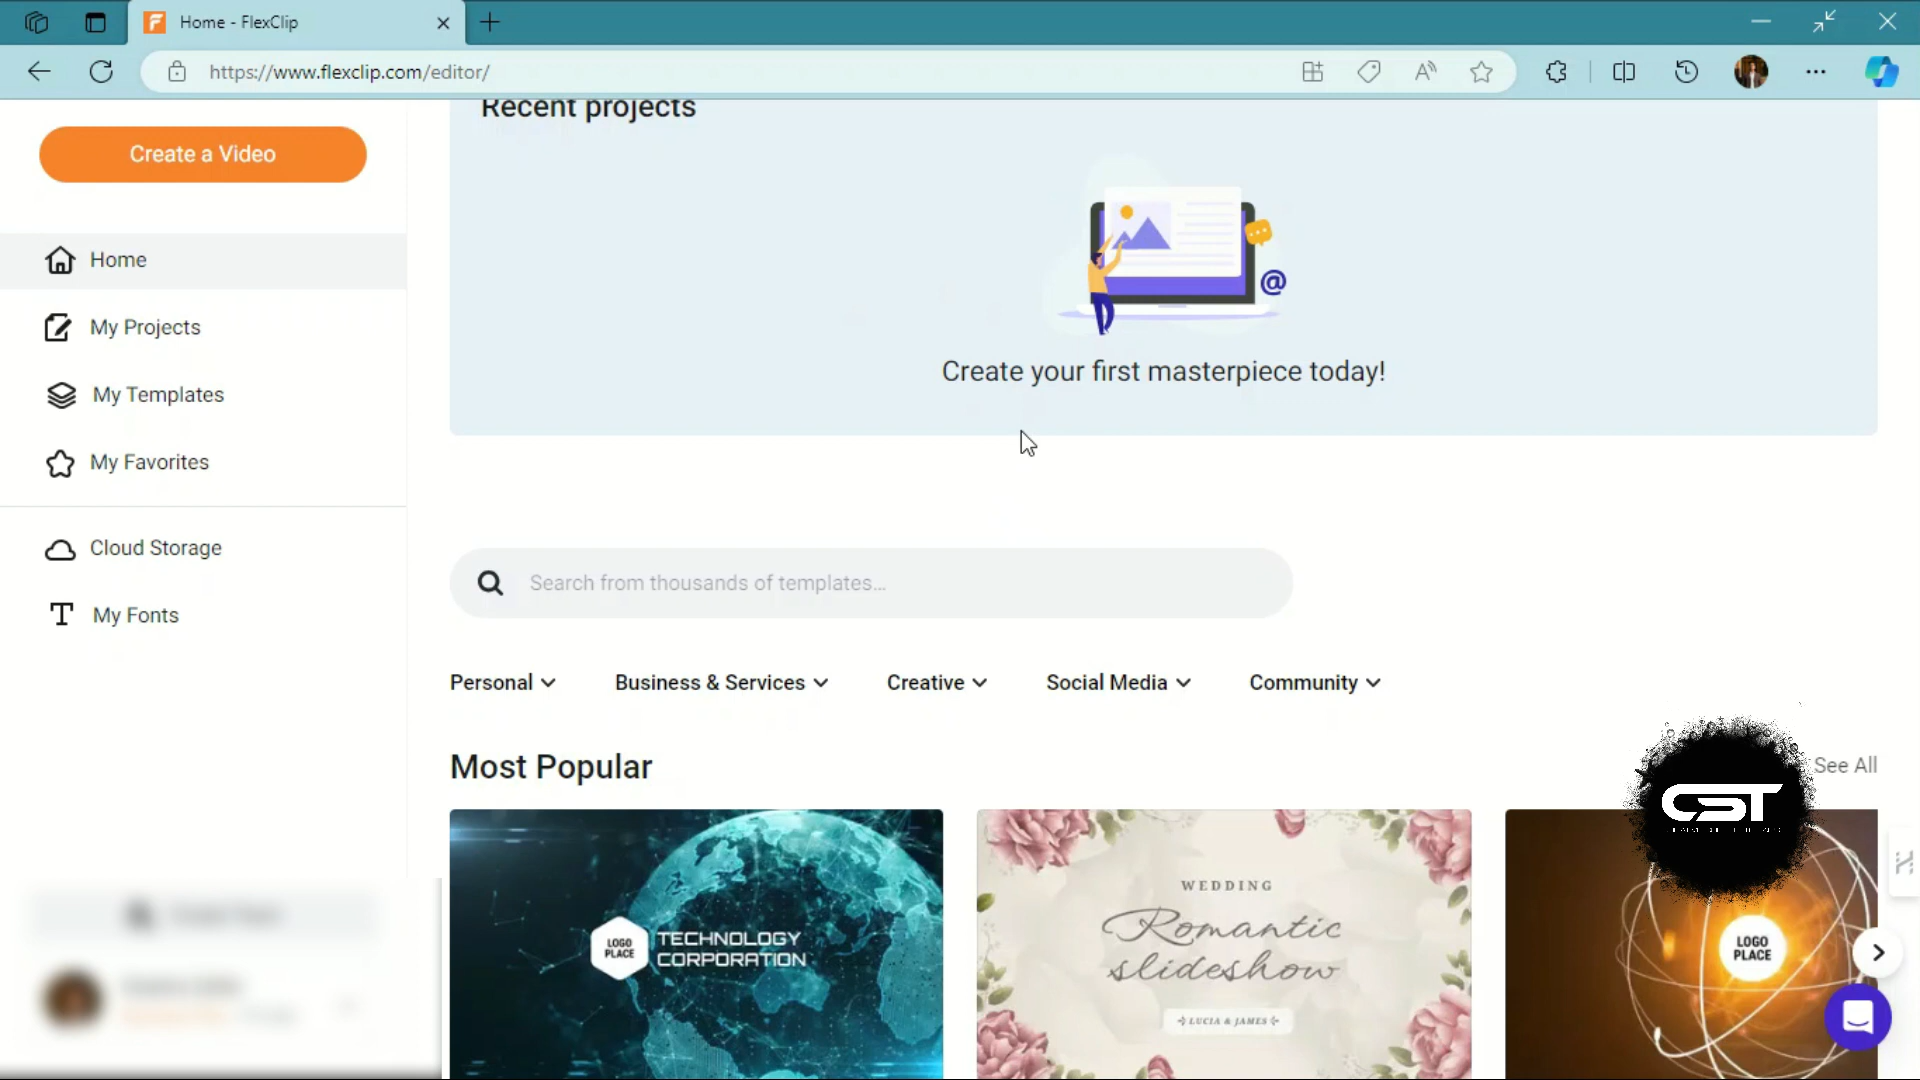 Home - FlexClip
https://www.flexclip.com/editor/
Recent projects
Create a Video
Home
My Projects
My Templates
My Favorites
Cloud Storage
My Fonts
@
Create your first masterpiece today!
Search from thousands of templates...
Personal
Business & Services
Creative
Social Media
Community
Most Popular
See All
CST
LOGO
PLACE
TECHNOLOGY
CORPORATION
WEDDING
Romantic
slideshow
LUCIA & JAMES
LOGO
PLACE